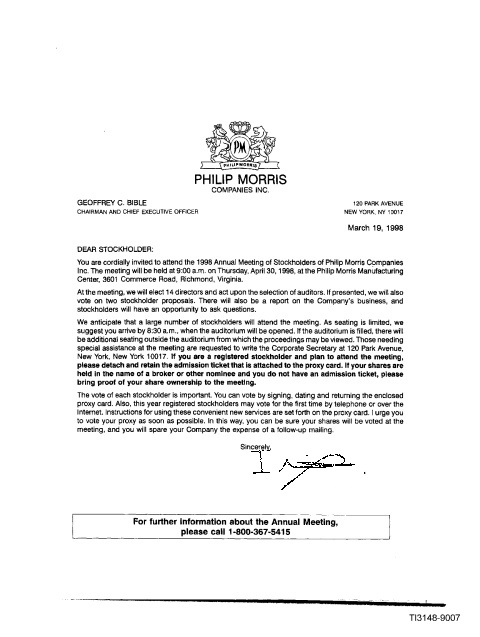 PM
PHILIP MORRIS
PHILIP MORRIS
COMPANIES INC.
GEOFFREY C. BIBLE
CHAIRMAN AND CHIEF EXECUTIVE OFFICER
120 PARK AVENUE
NEW YORK, NY 10017
March 19, 1998
DEAR STOCKHOLDER:
You are cordially invited to attend the 1998 Annual Meeting of Stockholders of Philip Morris Companies
Inc. The meeting will be held at 9:00 a.m. on Thursday, April 30, 1998, at the Philip Morris Manufacturing
Center, 3601 Commerce Road, Richmond, Virginia.
At the meeting, we will elect 14 directors and act upon the selection of auditors. If presented, we will also
vote on two stockholder proposals. There will also be a report on the Company's business, and
stockholders will have an opportunity to ask questions.
We anticipate that a large number of stockholders will attend the meeting. As seating is limited, we
suggest you arrive by 8:30 a.m., when the auditorium will be opened. If the auditorium is filled, there will
be additional seating outside the auditorium from which the proceedings may be viewed. Those needing
special assistance at the meeting are requested to write the Corporate Secretary at 120 Park Avenue,
New York, New York 10017. If you are a registered stockholder and plan to attend the meeting,
please detach and retain the admission ticket that is attached to the proxy card. If your shares are
held in the name of a broker or other nominee and you do not have an admission ticket, please
bring proof of your share ownership to the meeting.
The vote of each stockholder is important. You can vote by signing, dating and returning the enclosed
proxy card. Also, this year registered stockholders may vote for the first time by telephone or over the
Internet. Instructions for using these convenient new services are set forth on the proxy card. I urge you
to vote your proxy as soon as possible. In this way, you can be sure your shares will be voted at the
meeting, and you will spare your Company the expense of a follow-up mailing.
Sincerely,
For further information about the Annual Meeting,
please call 1-800-367-5415
TI3148-9007